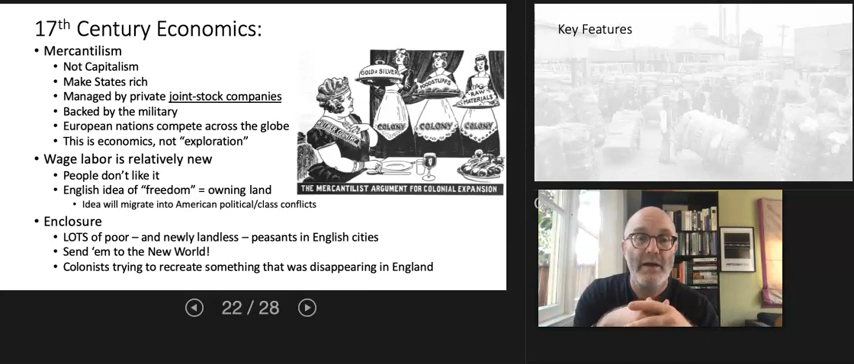 17th Century Economics:
• Mercantilism
• Not Capitalism
• Make States rich
• Managed by private joint-stock companies
• Backed by the military
• European nations compete across the globe
• This is economics, not “exploration”
• Wage labor is relatively new
• People don’t like it
• English idea of “freedom” = owning land
• Idea will migrate into American political/class conflicts
• Enclosure
• LOTS of poor – and newly landless – peasants in English cities
• Send ‘em to the New World!
• Colonists trying to recreate something that was disappearing in England
GOLD & SILVER
FOODSTUFFS
RAW
MATERIALS
COLONY
COLONY
COLONY
THE MERCANTILIST ARGUMENT FOR COLONIAL EXPANSION
22 / 28
Key Features